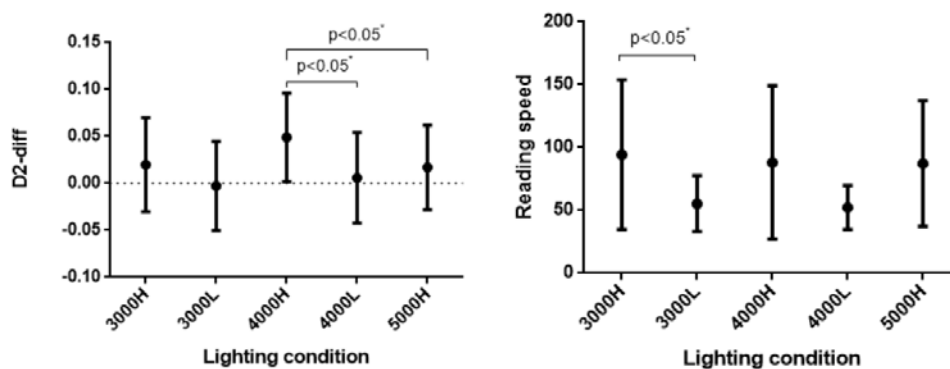 0.15
0.10
0.05
0.00
-0.05
-0.10
D2-diff
p<0.05*
p<0.05*
3000H
3000L
4000H
4000L
5000H
Lighting condition
200
150
100
50
0
Reading speed
p<0.05*
3000H
3000L
4000H
4000L
5000H
Lighting condition